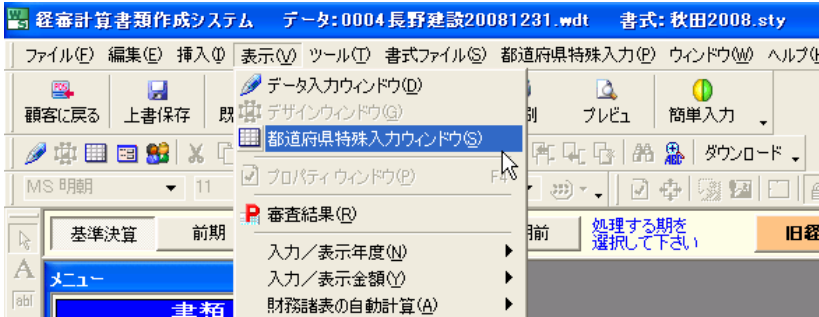 経審計算書類作成システム データ:0004長野建設20081231.wdt 書式:秋田2008.sty
ファイル(F) 編集(E) 挿入(I) 表示(V) ツール(T) 書式ファイル(S) 都道府県特殊入力(P) ウィンドウ(W) ヘルプ(
顧客に戻る 上書保存 既 プレビュ 簡単入力
データ入力ウィンドウ(D)
デザインウィンドウ(G)
都道府県特殊入力ウィンドウ(S)
プロパティ ウィンドウ(P) F4
審査結果(R)
入力/表示年度(N)
入力/表示金額(Y)
財務諸表の自動計算(A)
ダウンロード
MS 明朝 11
基準決算 前期 期前 処理する期を
選択して下さい 旧経
A メニュー
abl 書類